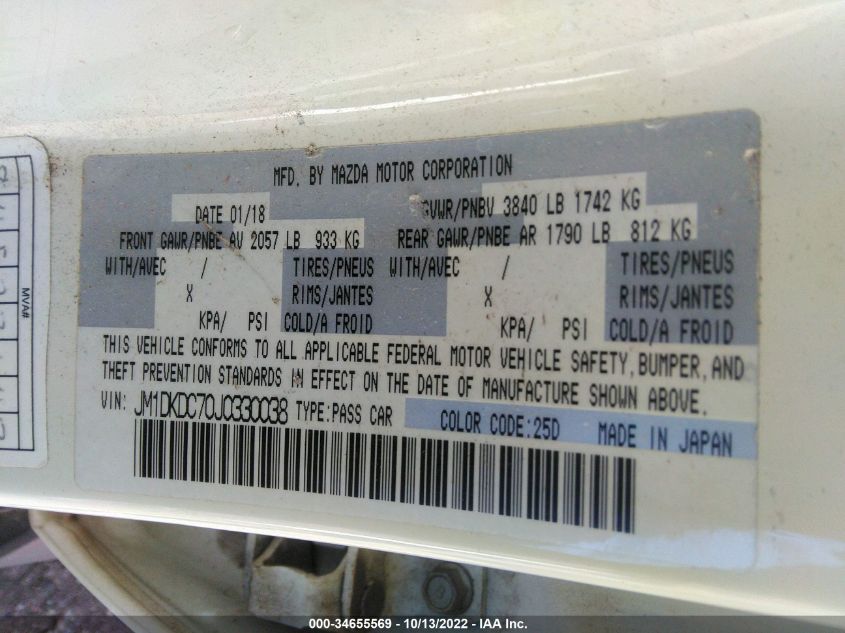 MFD. BY MAZDA MOTOR CORPORATION
DATE 01/18 GVWR/PNBV 3840 LB 1742 KG
FRONT GAWR/PNBE AV 2057 LB 933 KG REAR GAWR/PNBE AR 1790 LB 812 KG
WITH/AVEC / TIRES/PNEUS WITH/AVEC / TIRES/PNEUS
X RIMS/JANTES X RIMS/JANTES
KPA/ PSI COLD/A FROID KPA/ PSI COLD/A FROID
THIS VEHICLE CONFORMS TO ALL APPLICABLE FEDERAL MOTOR VEHICLE SAFETY, BUMPER, AND
THEFT PREVENTION STANDARDS IN EFFECT ON THE DATE OF MANUFACTURE SHOWN ABOVE.
VIN: JM1DKDC70J0330038 TYPE:PASS CAR COLOR CODE:25D MADE IN JAPAN
MVA#
000-34655569 - 10/13/2022 - IAA Inc.